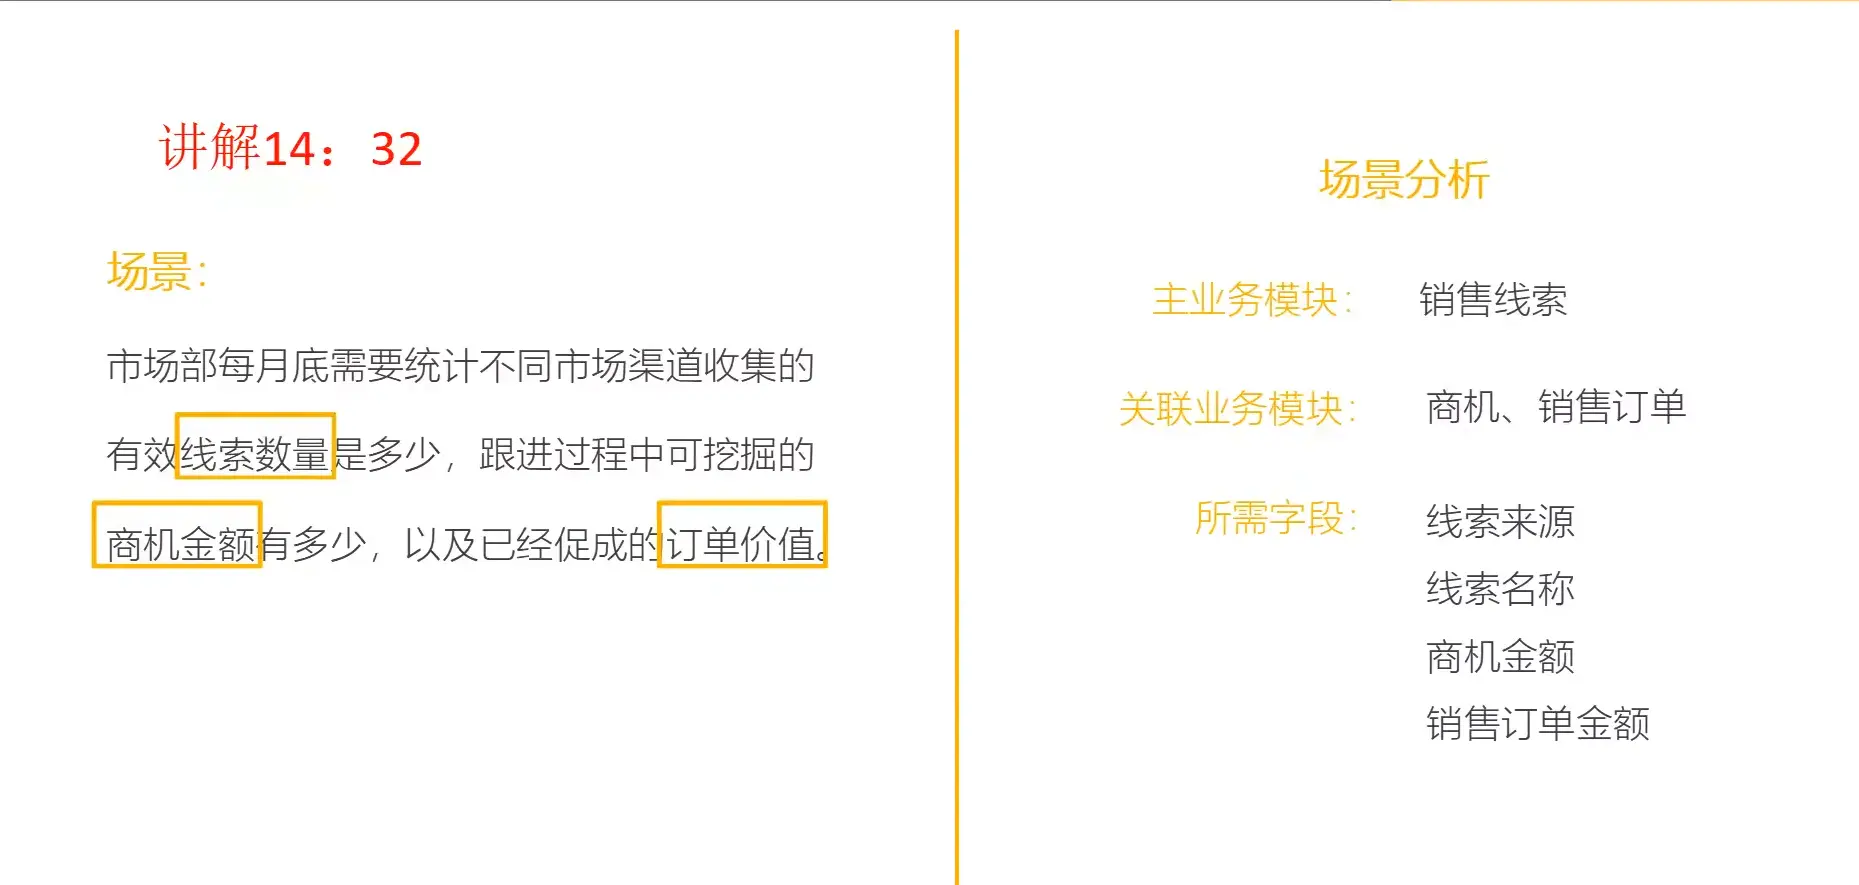 讲解14：32
场景：
市场部每月底需要统计不同市场渠道收集的
有效线索数量是多少，跟进过程中可挖掘的
商机金额有多少，以及已经促成的订单价值。
场景分析
主业务模块： 销售线索
关联业务模块： 商机、销售订单
所需字段： 线索来源
线索名称
商机金额
销售订单金额